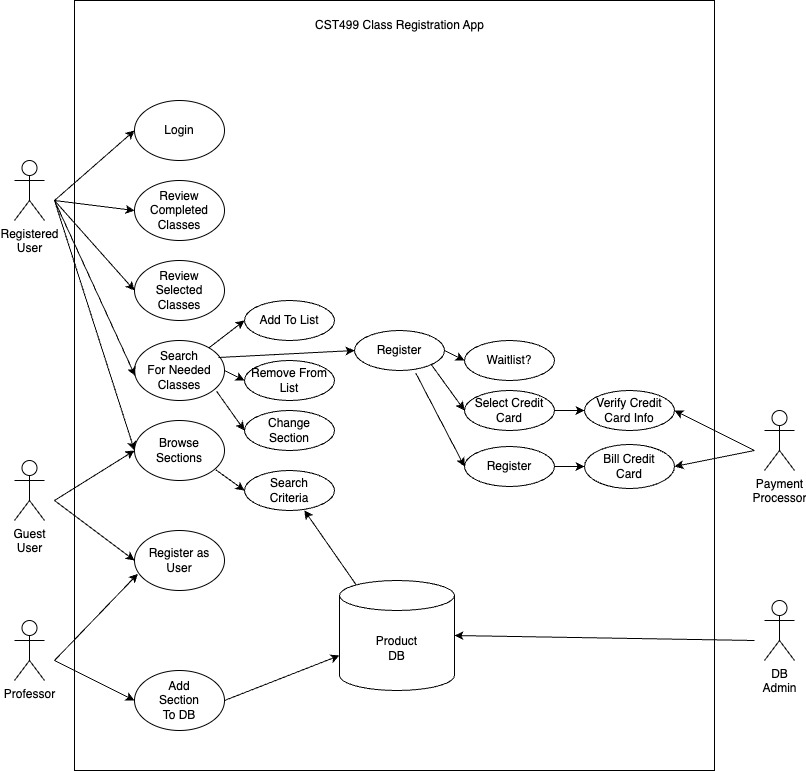 CST499 Class Registration App
Login
Review
Completed
Classes
Registered
User
Review
Selected
Classes
Add To List
Search
For Needed
Classes
Register
Waitlist?
Remove From
List
Select Credit
Card
Verify Credit
Card Info
Change
Section
Browse
Sections
Register
Bill Credit
Card
Search
Criteria
Payment
Processor
Guest
User
Register as
User
Product
DB
Professor
Add
Section
To DB
DB
Admin